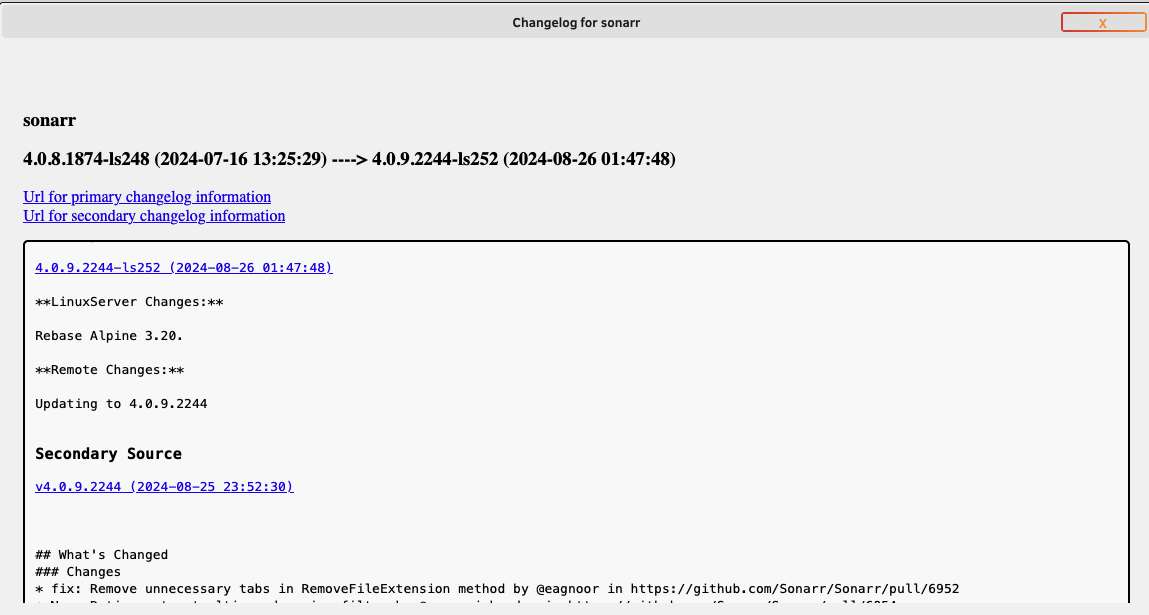 Changelog for sonarr
X
sonarr
4.0.8.1874-ls248 (2024-07-16 13:25:29) ----> 4.0.9.2244-ls252 (2024-08-26 01:47:48)
Url for primary changelog information
Url for secondary changelog information
4.0.9.2244-ls252 (2024-08-26 01:47:48)
**LinuxServer Changes:**
Rebase Alpine 3.20.
**Remote Changes:**
Updating to 4.0.9.2244
Secondary Source
v4.0.9.2244 (2024-08-25 23:52:30)
## What's Changed
### Changes
* fix: Remove unnecessary tabs in RemoveFileExtension method by @eagnoor in https://github.com/Sonarr/Sonarr/pull/6952